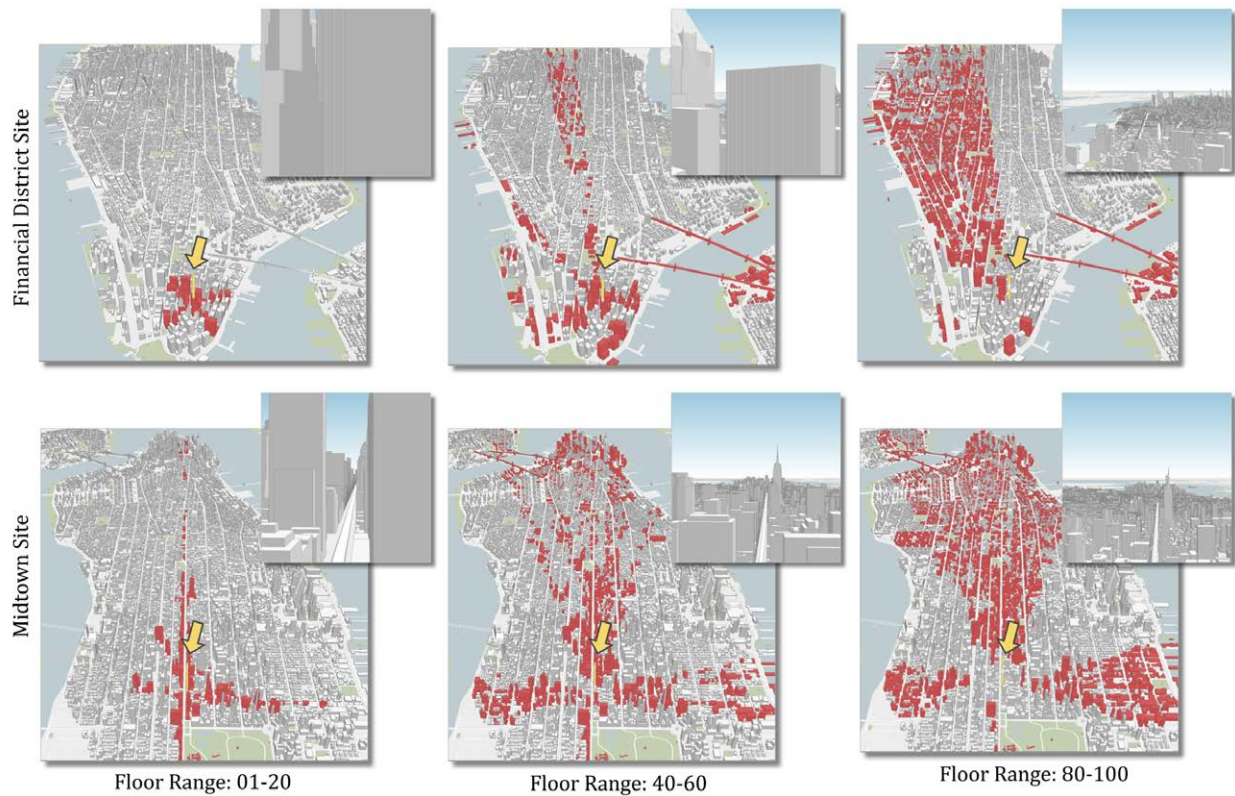 Financial District Site
Midtown Site
Floor Range: 01-20
Floor Range: 40-60
Floor Range: 80-100